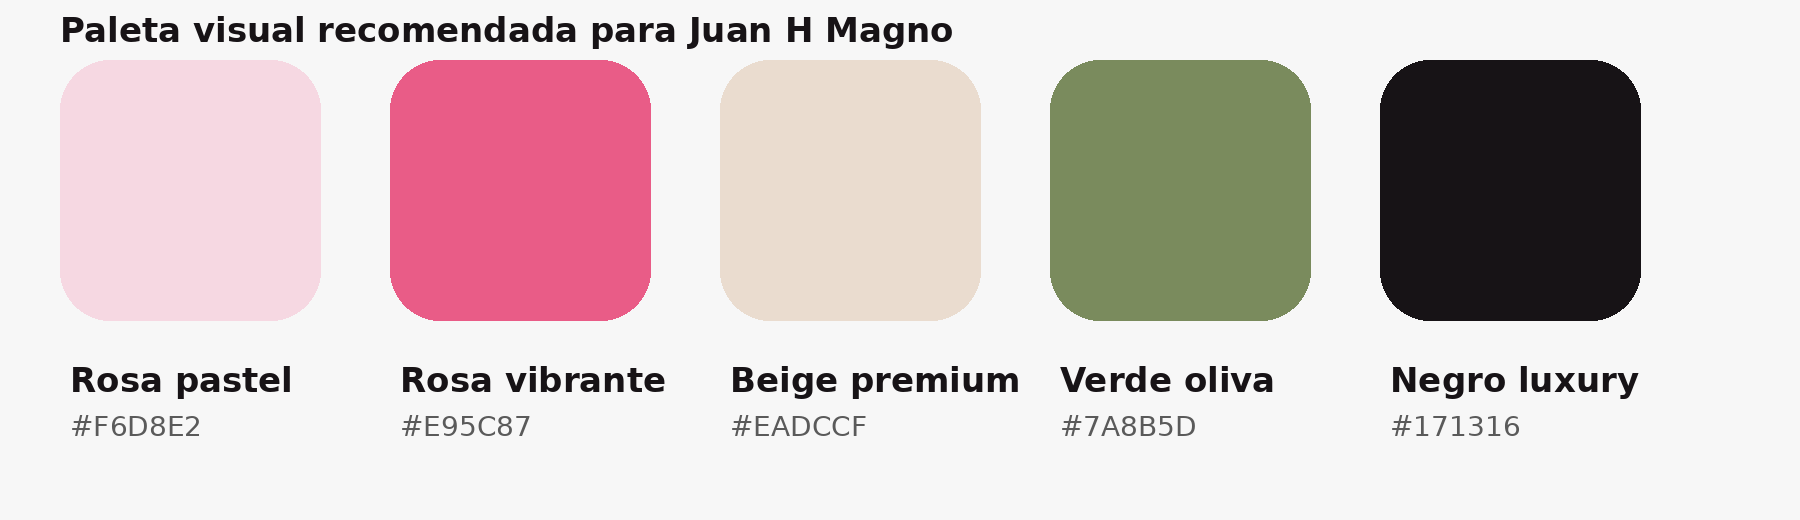 Paleta visual recomendada para Juan H Magno
Rosa pastel
#F6D8E2
Rosa vibrante
#E95C87
Beige premium
#EADCCF
Verde oliva
#7A8B5D
Negro luxury
#171316